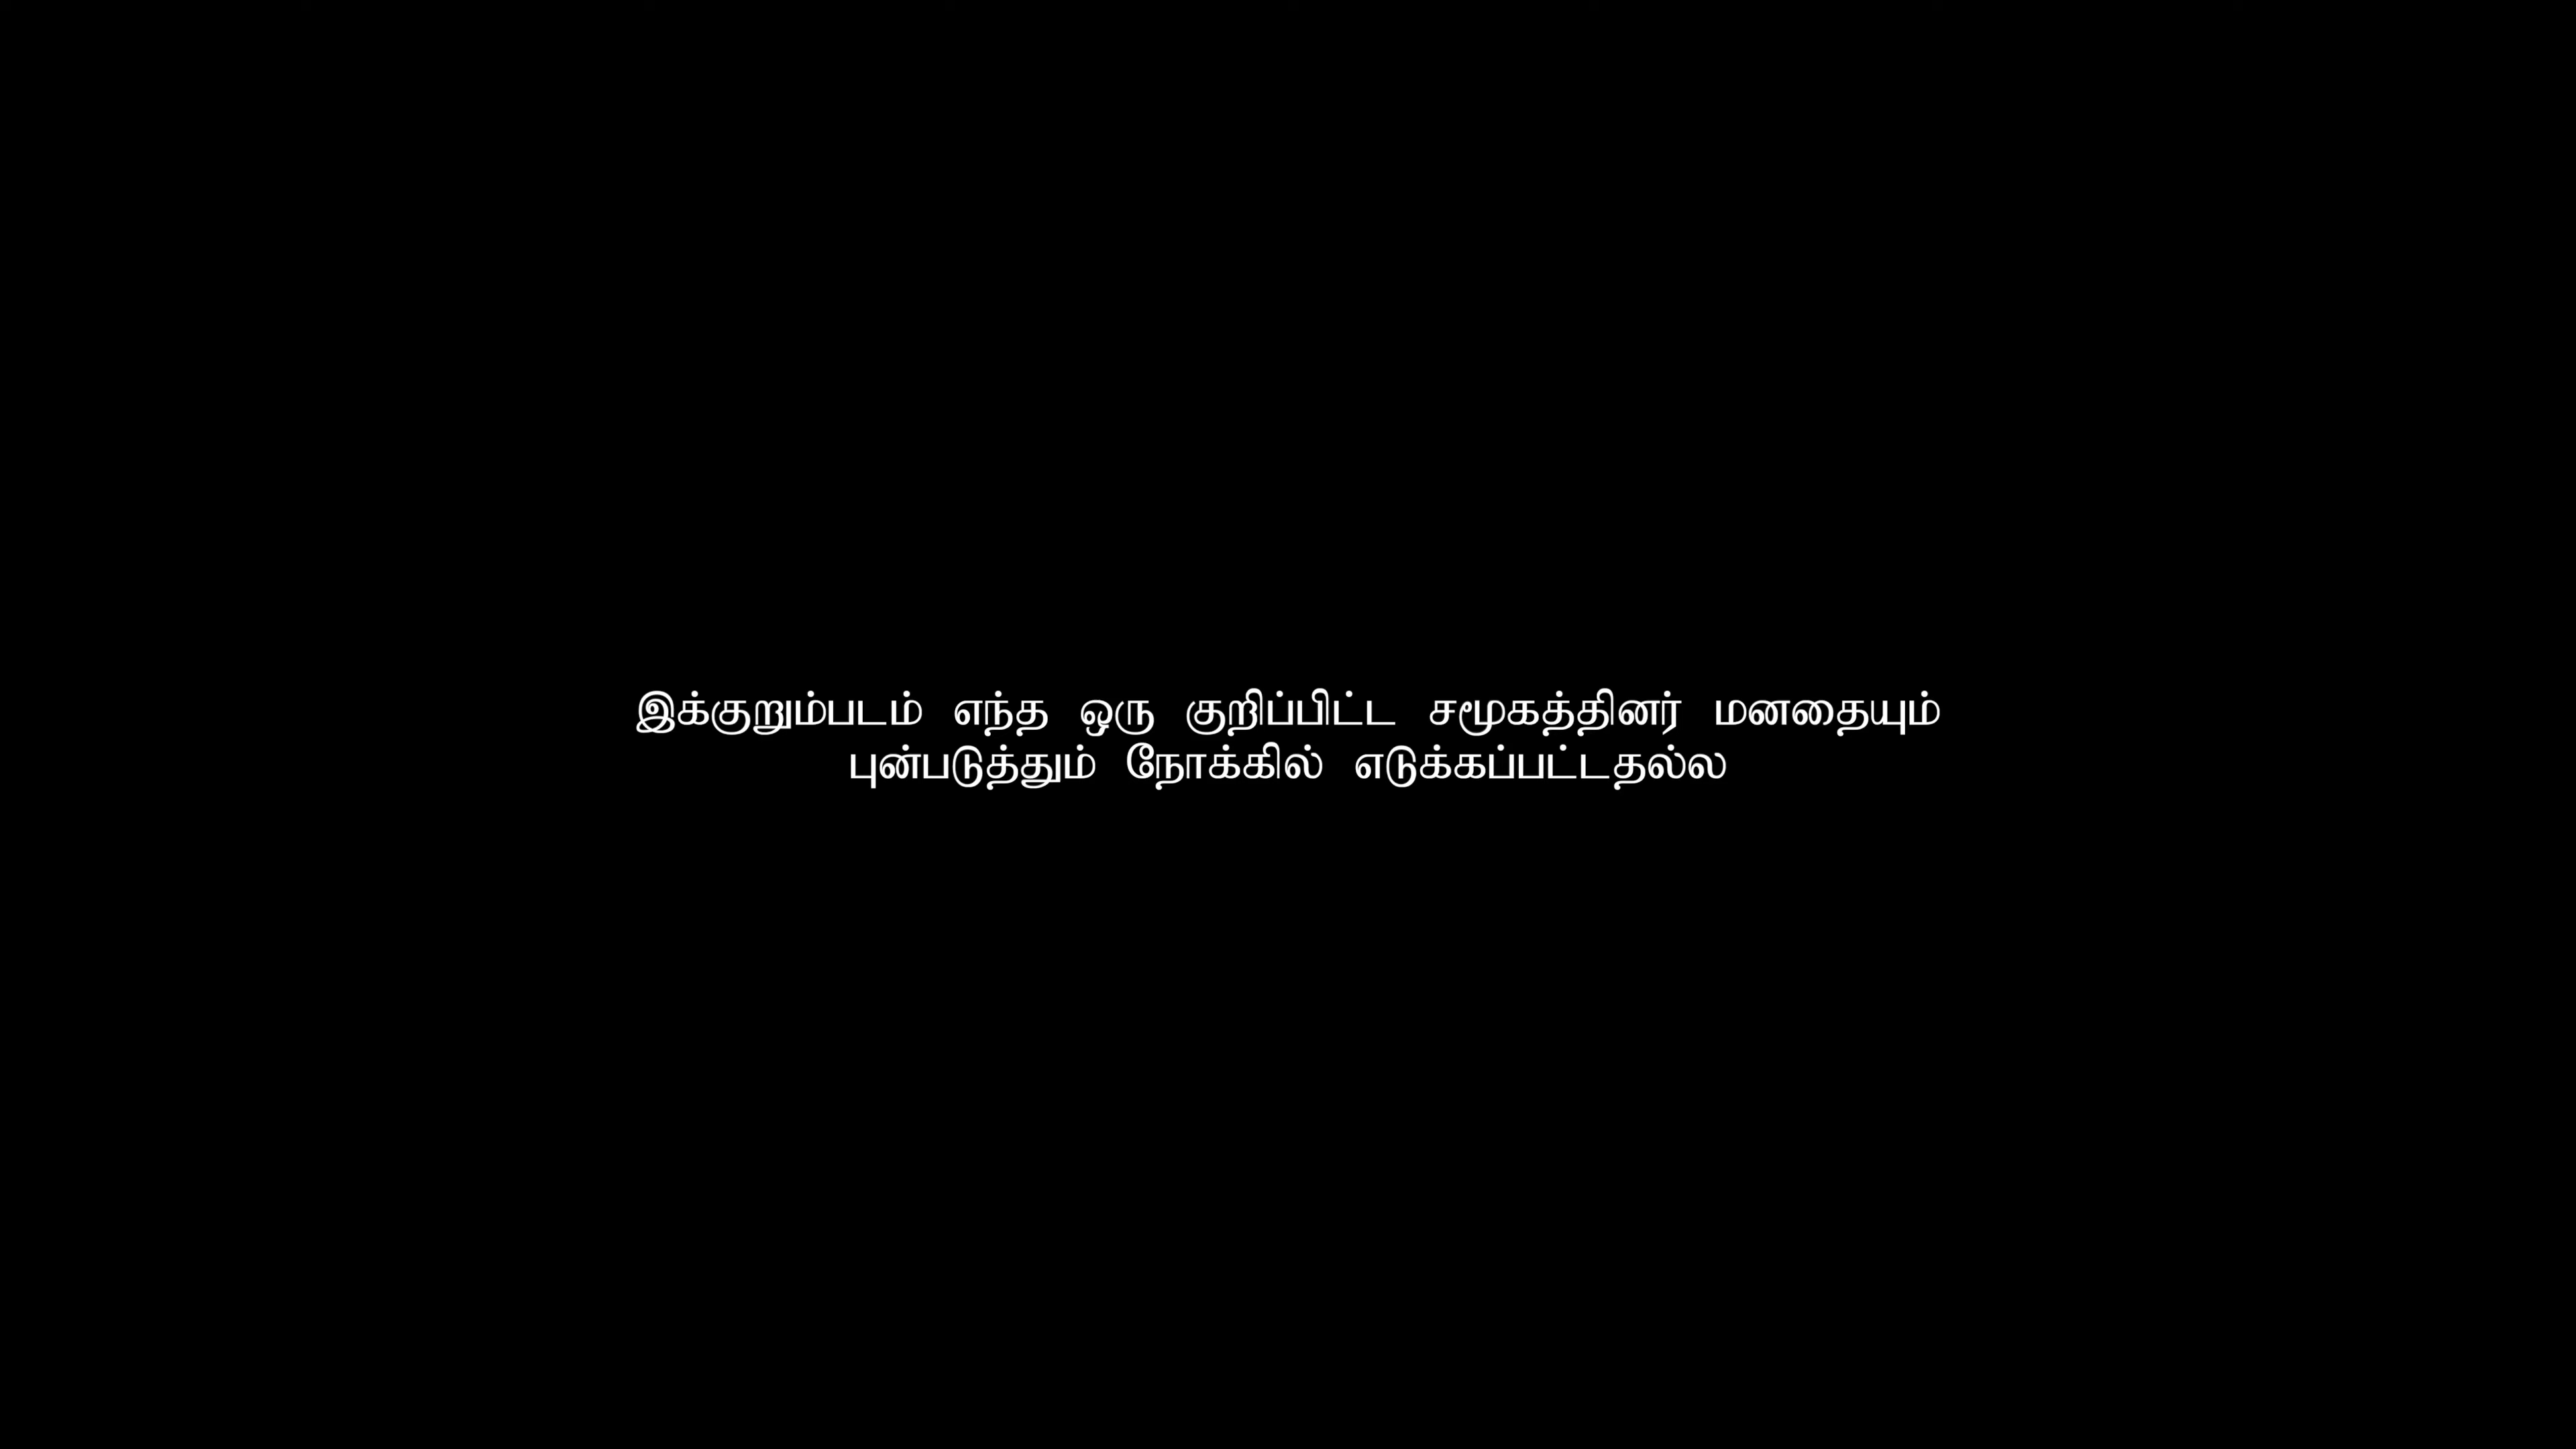 இக்குறும்படம் எந்த ஒரு குறிப்பிட்ட சமூகத்தினர் மனதையும்
புன்படுத்தும் நோக்கில் எடுக்கப்பட்டதல்ல